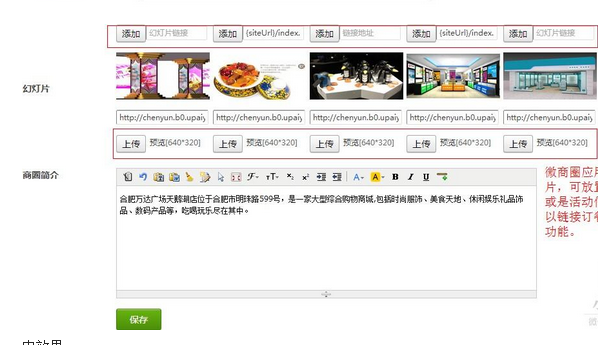 添加 幻灯片链接 添加 {siteUrl}/index. 添加 链接地址 添加 {siteUrl}/index. 添加 幻灯片链接
幻灯片
http://chenyun.b0.upaiy http://chenyun.b0.upaiy http://chenyun.b0.upaiy http://chenyun.b0.upaiy http://chenyun.b0.upaiy
上传 预览[640*320] 上传 预览[640*320] 上传 预览[640*320] 上传 预览[640*320] 上传 预览[640*320]
商圈简介
合肥万达广场天鹅湖店位于合肥市明珠路599号，是一家大型综合购物商城,包括时尚服饰、美食天地、休闲娱乐礼品饰
品、数码产品等，吃喝玩乐尽在其中。
微商圈应用
片，可放置
或是活动
以链接订
功能。
保存